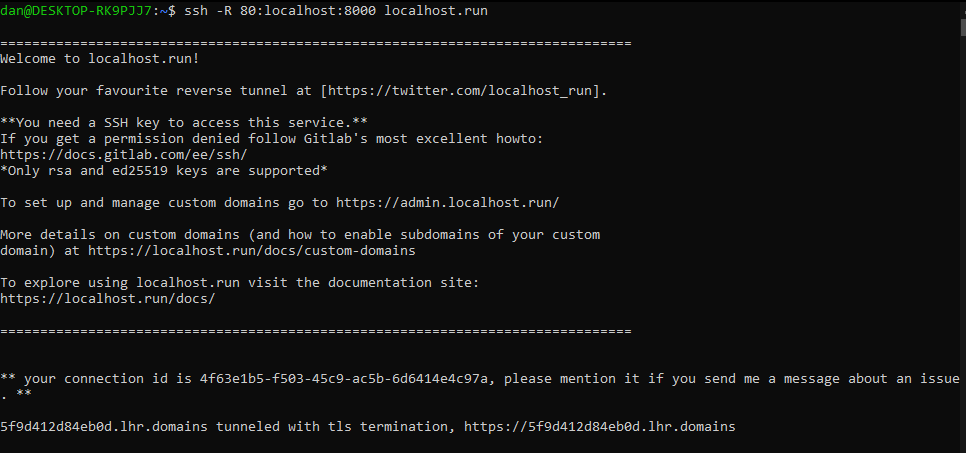 dan@DESKTOP-RK9PJJ7:~$ ssh -R 80:localhost:8000 localhost.run
===============================================================================
Welcome to localhost.run!
Follow your favourite reverse tunnel at [https://twitter.com/localhost_run].
**You need a SSH key to access this service.**
If you get a permission denied follow Gitlab's most excellent howto:
https://docs.gitlab.com/ee/ssh/
*Only rsa and ed25519 keys are supported*
To set up and manage custom domains go to https://admin.localhost.run/
More details on custom domains (and how to enable subdomains of your custom
domain) at https://localhost.run/docs/custom-domains
To explore using localhost.run visit the documentation site:
https://localhost.run/docs/
===============================================================================
** your connection id is 4f63e1b5-f503-45c9-ac5b-6d6414e4c97a, please mention it if you send me a message about an issue
. **
5f9d412d84eb0d.lhr.domains tunneled with tls termination, https://5f9d412d84eb0d.lhr.domains